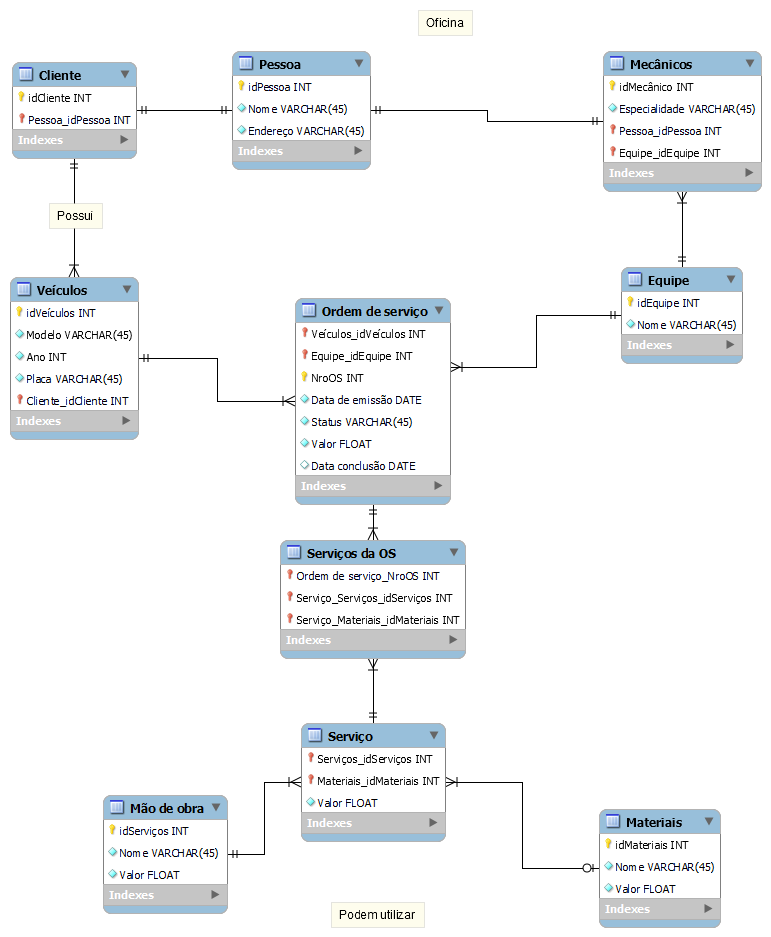 Oficina
Cliente
idCliente INT
Pessoa_idPessoa INT
Indexes
Pessoa
idPessoa INT
Nome VARCHAR(45)
Endereço VARCHAR(45)
Indexes
Mecânicos
idMecânico INT
Especialidade VARCHAR(45)
Pessoa_idPessoa INT
Equipe_idEquipe INT
Indexes
Possui
Veículos
idVeículos INT
Modelo VARCHAR(45)
Ano INT
Placa VARCHAR(45)
Cliente_idCliente INT
Indexes
Ordem de serviço
Veículos_idVeículos INT
Equipe_idEquipe INT
NroOS INT
Data de emissão DATE
Status VARCHAR(45)
Valor FLOAT
Data conclusão DATE
Indexes
Equipe
idEquipe INT
Nome VARCHAR(45)
Indexes
Serviços da OS
Ordem de serviço_NroOS INT
Serviço_Serviços_idServiços INT
Serviço_Materiais_idMateriais INT
Indexes
Serviço
Serviços_idServiços INT
Materiais_idMateriais INT
Valor FLOAT
Indexes
Mão de obra
idServiços INT
Nome VARCHAR(45)
Valor FLOAT
Indexes
Materiais
idMateriais INT
Nome VARCHAR(45)
Valor FLOAT
Indexes
Podem utilizar